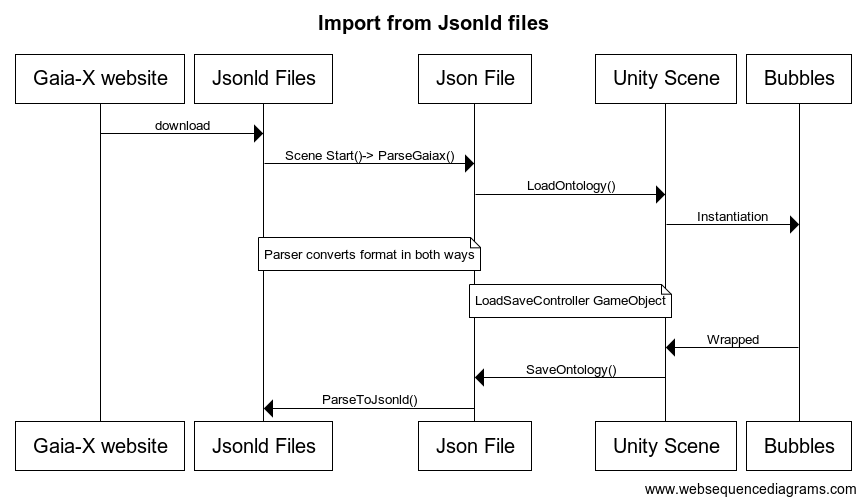 Import from Jsonld files
Gaia-X website
Jsonld Files
Json File
Unity Scene
Bubbles
download
Scene Start()-> ParseGaiax()
LoadOntology()
Instantiation
Parser converts format in both ways
LoadSaveController GameObject
Wrapped
SaveOntology()
ParseToJsonld()
Gaia-X website
Jsonld Files
Json File
Unity Scene
Bubbles
www.websequencediagrams.com